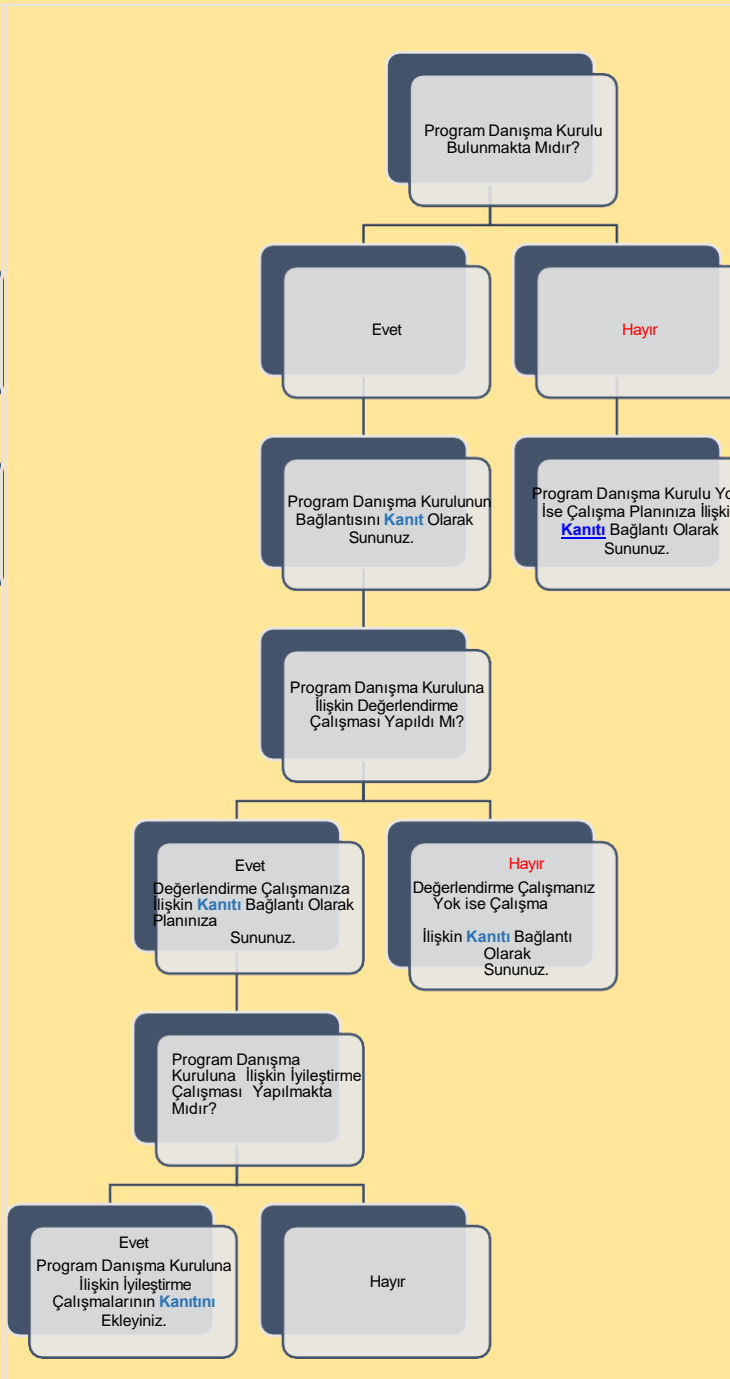 Program Danışma Kurulu
Bulunmakta Mıdır?
Evet
Hayır
Program Danışma Kurulunun
Bağlantısını Kanıt Olarak
Sununuz.
Program Danışma Kurulu
İse Çalışma Planınıza
Kanıtı Bağlantı Olarak
Sununuz.
Program Danışma Kuruluna
İlişkin Değerlendirme
Çalışması Yapıldı Mı?
Evet
Değerlendirme Çalışmanıza
İlişkin Kanıtı Bağlantı Olarak
Planınıza
Sununuz.
Hayır
Değerlendirme Çalışmanız
Yok ise Çalışma
İlişkin Kanıtı Bağlantı
Olarak
Sununuz.
Program Danışma
Kuruluna İlişkin İyileştirme
Çalışması Yapılmakta
Mıdır?
Evet
Program Danışma Kuruluna
İlişkin İyileştirme
Çalışmalarının Kanıtını
Ekleyiniz.
Hayır